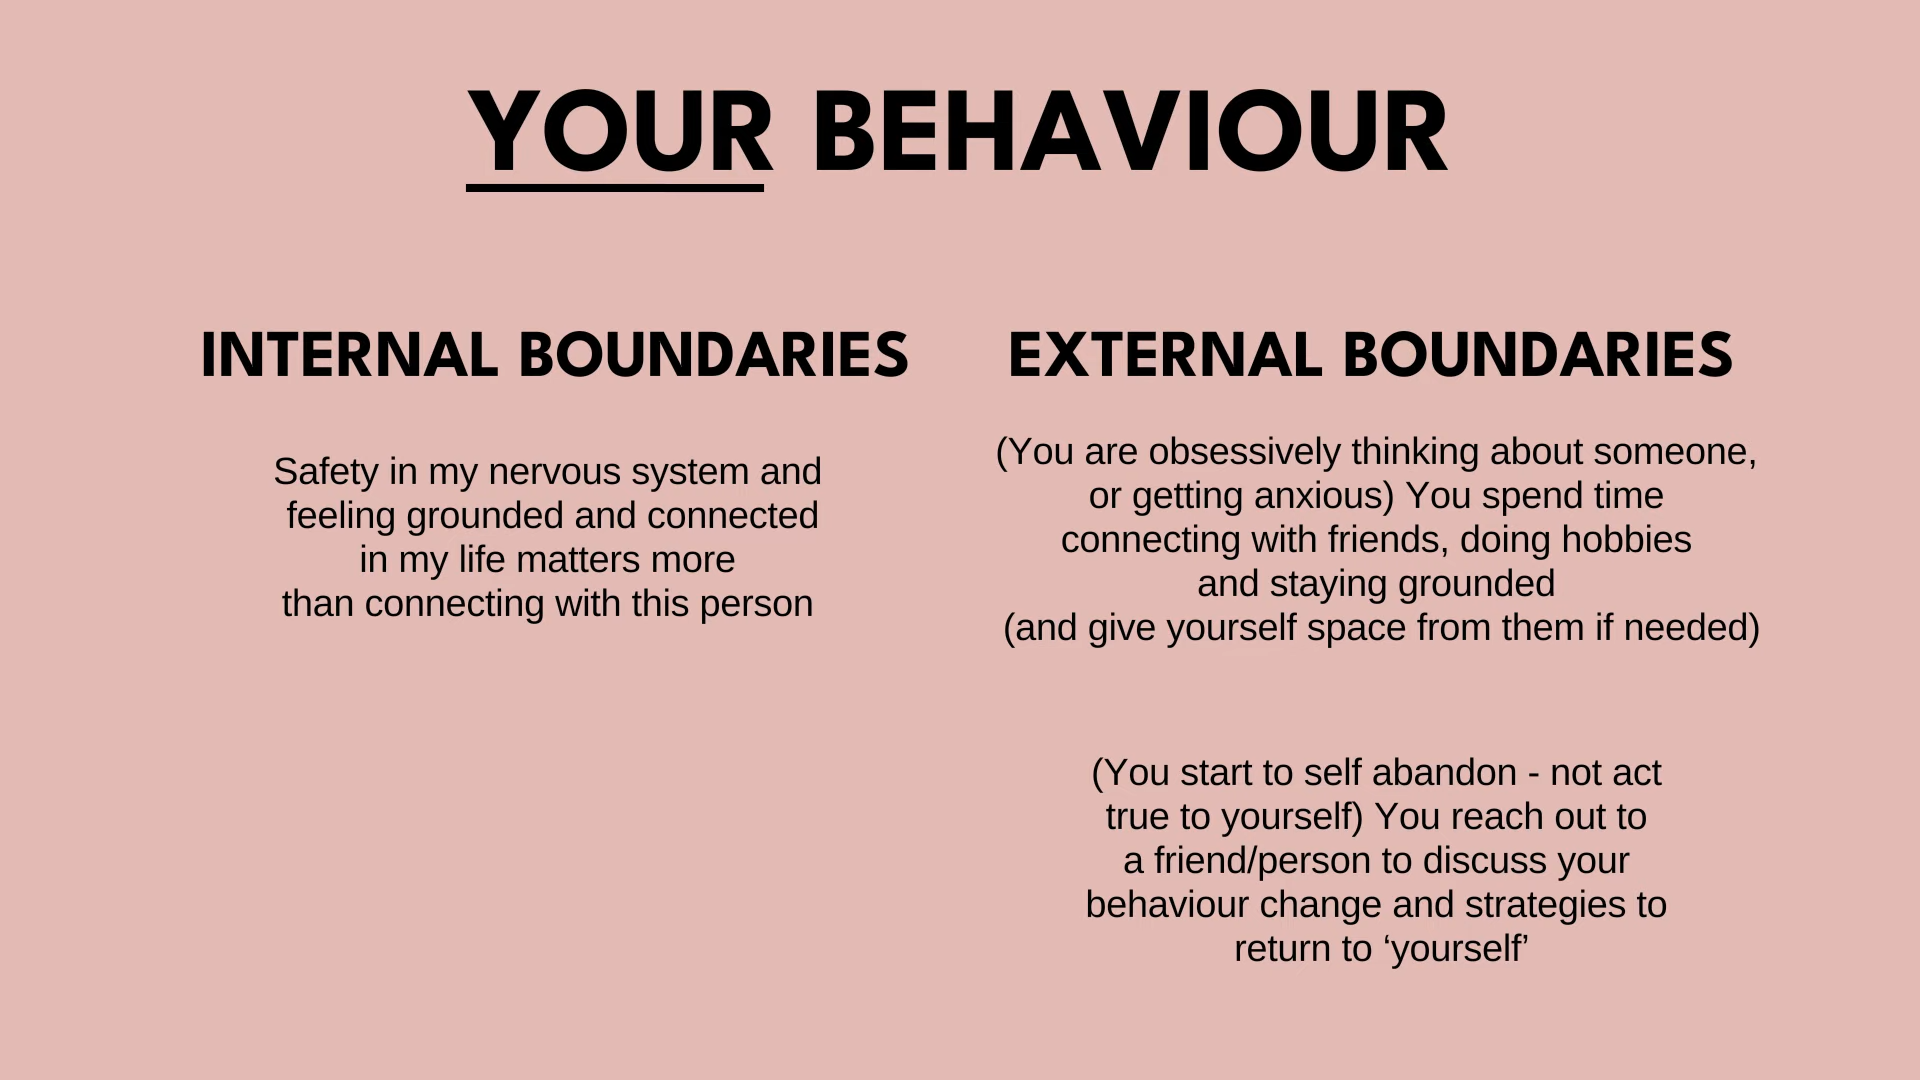 YOUR BEHAVIOUR
INTERNAL BOUNDARIES
Safety in my nervous system and
feeling grounded and connected
in my life matters more
than connecting with this person
EXTERNAL BOUNDARIES
(You are obsessively thinking about someone,
or getting anxious) You spend time
connecting with friends, doing hobbies
and staying grounded
(and give yourself space from them if needed)
(You start to self abandon - not act
true to yourself) You reach out to
a friend/person to discuss your
behaviour change and strategies to
return to ‘yourself’